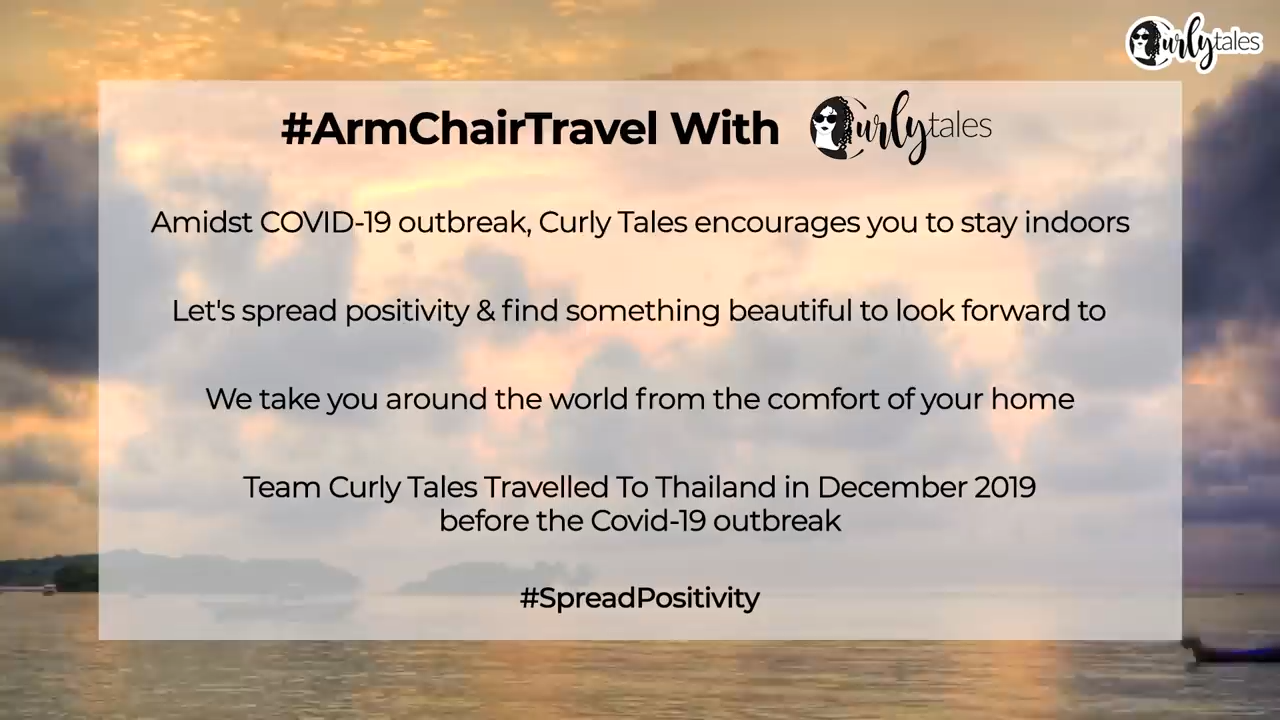 Curlytales
#ArmChairTravel With Curlytales
Amidst COVID-19 outbreak, Curly Tales encourages you to stay indoors
Let's spread positivity & find something beautiful to look forward to
We take you around the world from the comfort of your home
Team Curly Tales Travelled To Thailand in December 2019
before the Covid-19 outbreak
#SpreadPositivity